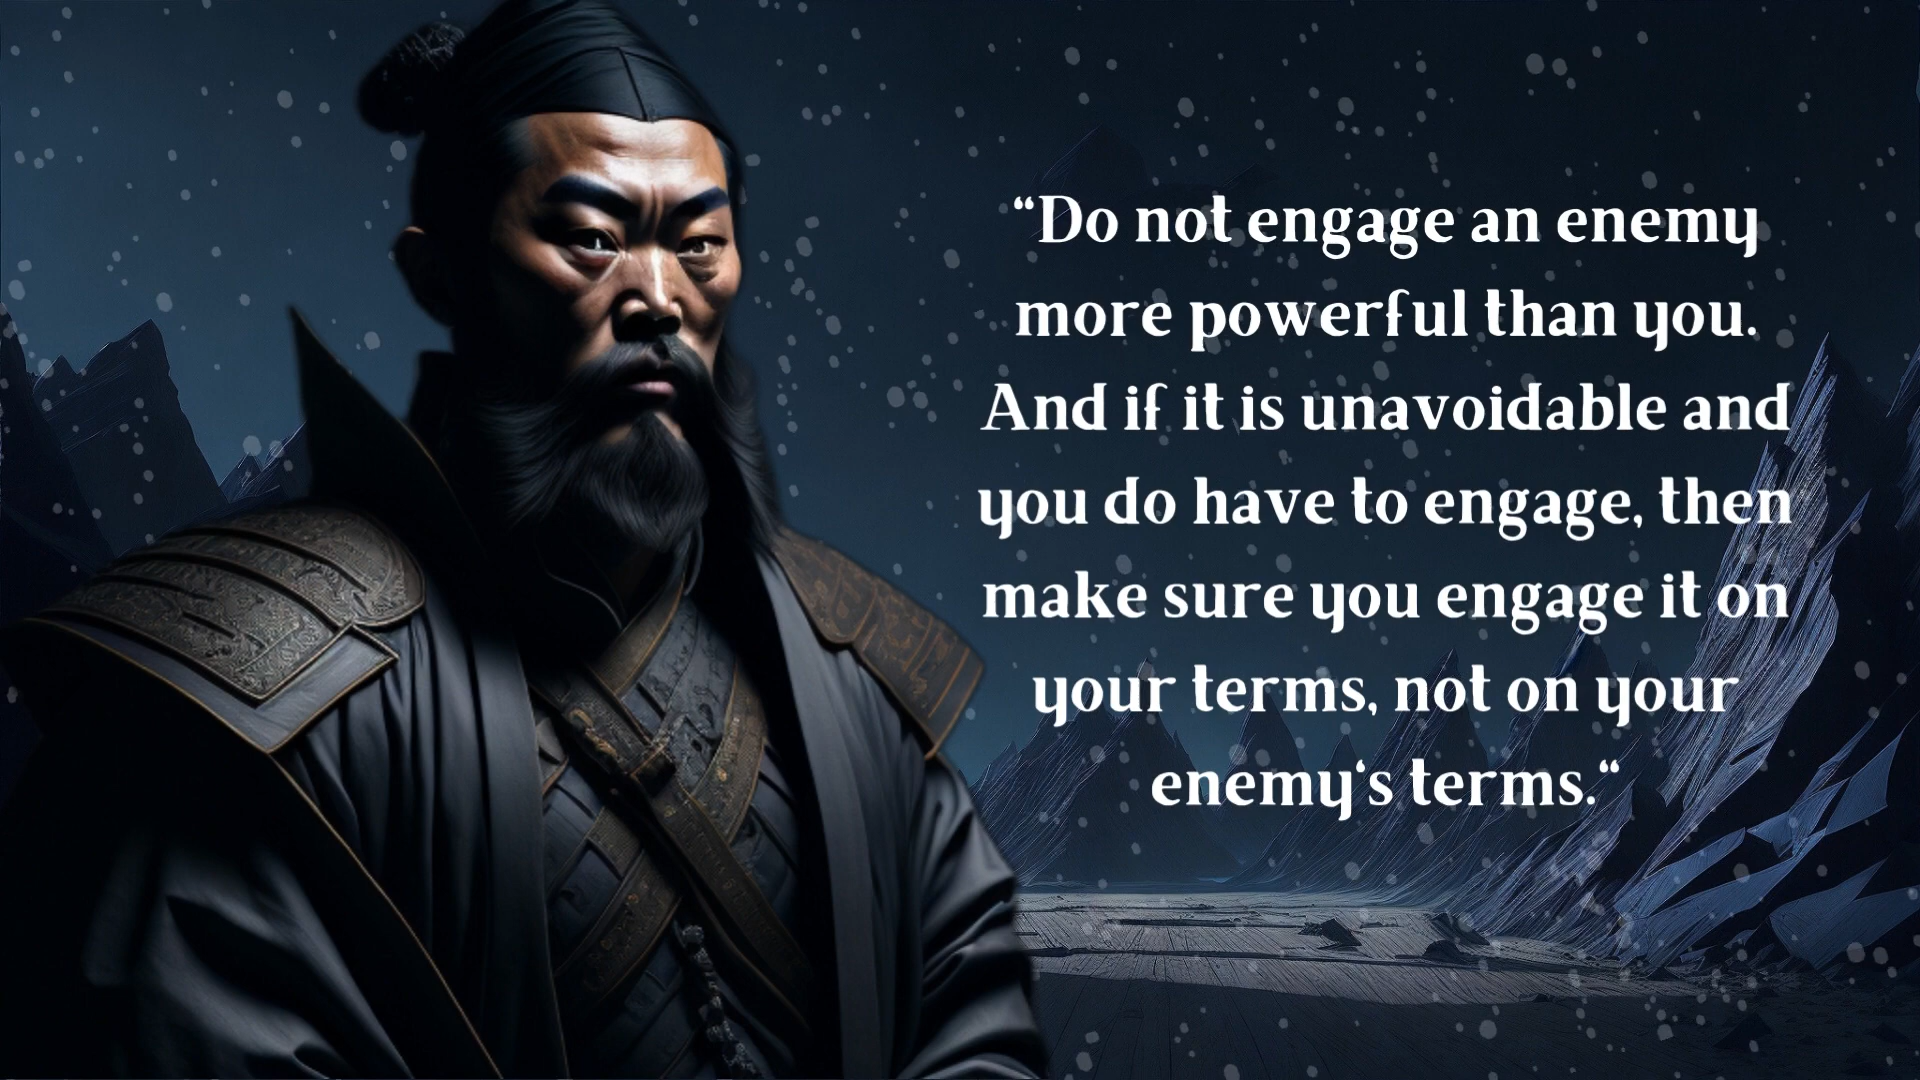 “Do not engage an enemy
more powerful than you.
And if it is unavoidable and
you do have to engage, then
make sure you engage it on
your terms, not on your
enemy‘s terms.“